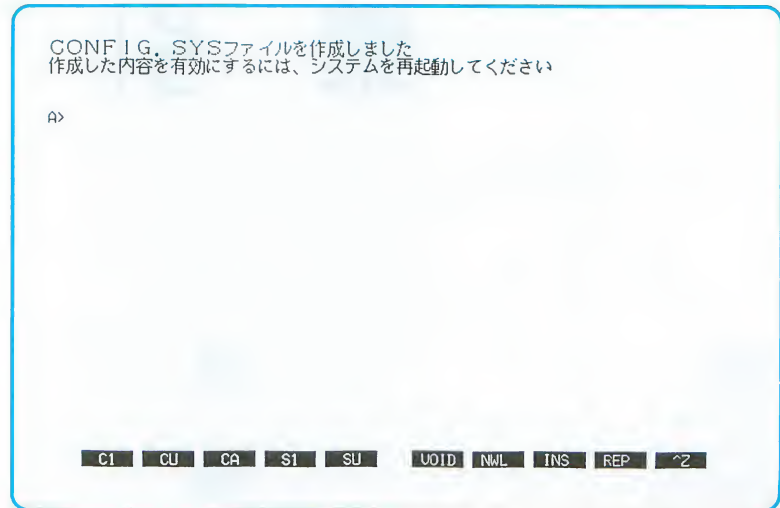 CONFIG.SYSファイルを作成しました
作成した内容を有効にするには、システムを再起動してください
A>
C1 CU CA S1 SU VOID NWL INS REP ^Z